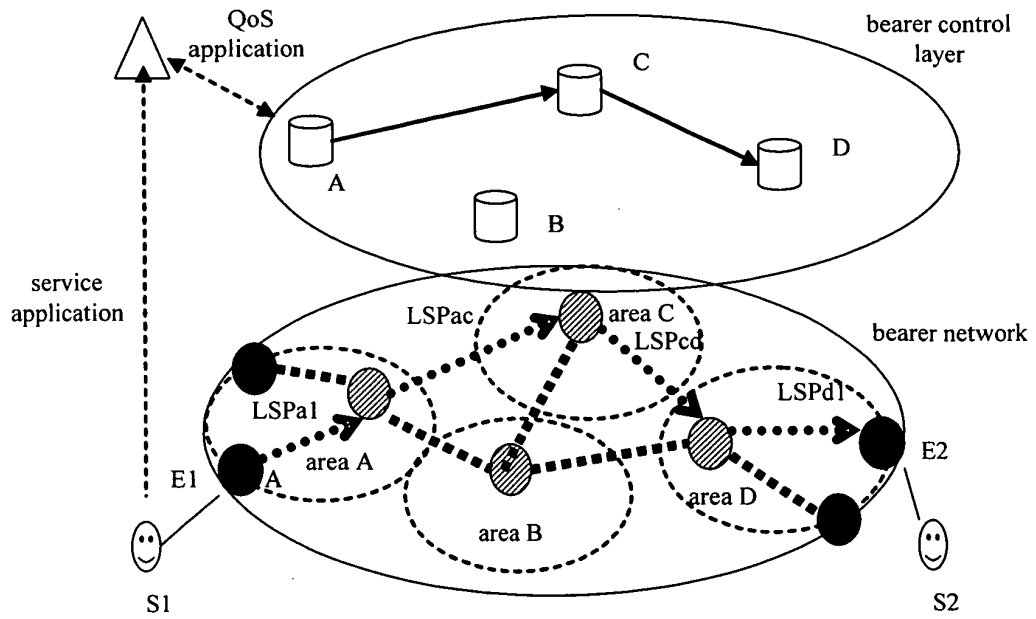 QoS
application
bearer control
layer
C
D
A
B
service
application
LSPac
area C
LSPcd
bearer network
LSPa1
LSPd1
area A
E1
A
E2
area D
area B
S1
S2